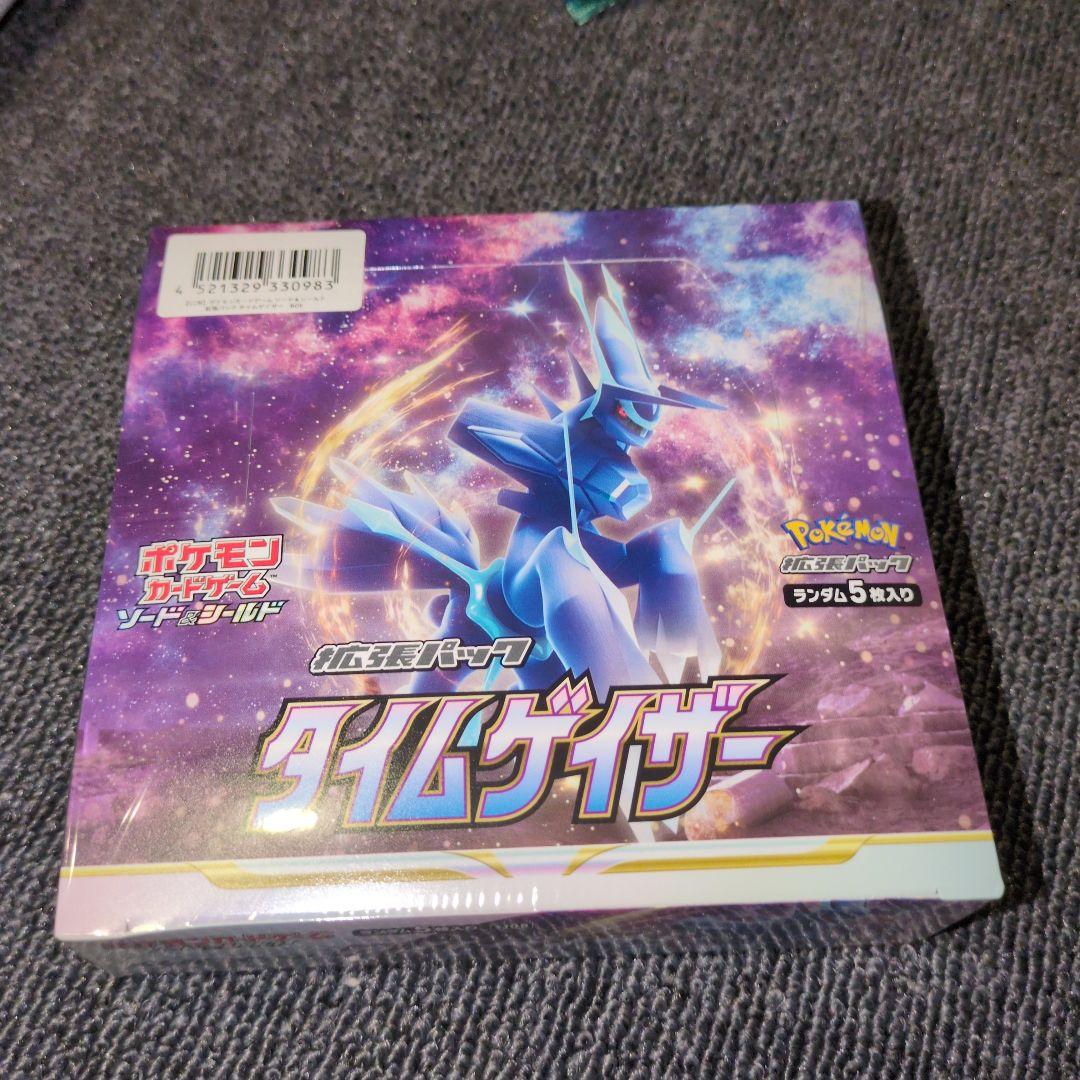 4 521329 330983
ポケモン
カードゲーム™
ソード&シールド
Pokémon
拡張パック
ランダム5枚入り
拡張パック
タイムゲイザー